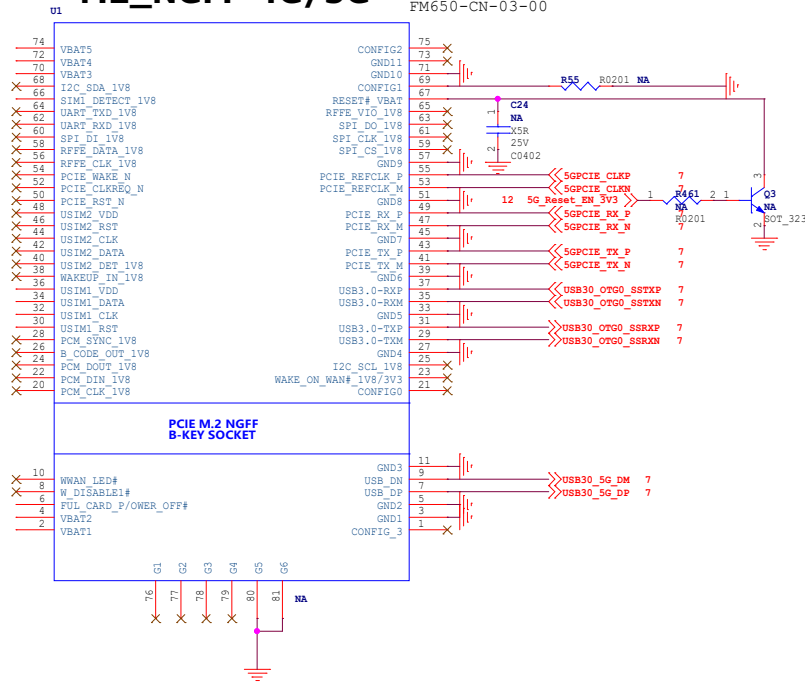 M2_NGFF 4G/5G
FM650-CN-03-00
U1
74 VBAT5 CONFIG2 75
72 VBAT4 GND11 73
70 VBAT3 GND10 71
68 I2C_SDA_1V8 CONFIG1 69 R55 R0201 NA
66 SIM1_DETECT_1V8 RESET#_VBAT 67
64 UART_TXD_1V8 RFFE_VIO_1V8 65 1 C24
62 UART_RXD_1V8 SPI_DO_1V8 63 NA
60 SPI_DI_1V8 SPI_CLK_1V8 61 X5R
58 RFFE_DATA_1V8 SPI_CS_1V8 59 2 25V
56 RFFE_CLK_1V8 GND9 57 C0402
54 PCIE_WAKE_N PCIE_REFCLK_P 55 5GPCIE_CLKP 7 3
52 PCIE_CLKREQ_N PCIE_REFCLK_M 53 5GPCIE_CLKN 7
50 PCIE_RST_N GND8 51 12 5G_Reset_EN_3V3 1 R461 2 1 Q3
48 USIM2_VDD PCIE_RX_P 49 5GPCIE_RX_P 7 NA NA
46 USIM2_RST PCIE_RX_M 47 5GPCIE_RX_N 7 R0201 2 SOT_323
44 USIM2_CLK GND7 45
42 USIM2_DATA PCIE_TX_P 43 5GPCIE_TX_P 7
40 USIM2_DET_1V8 PCIE_TX_M 41 5GPCIE_TX_N 7
38 WAKEUP_IN_1V8 GND6 39
36 USIM1_VDD USB3.0-RXP 37 USB30_OTG0_SSTXP 7
34 USIM1_DATA USB3.0-RXM 35 USB30_OTG0_SSTXN 7
32 USIM1_CLK GND5 33
30 USIM1_RST USB3.0-TXP 31 USB30_OTG0_SSRXP 7
28 PCM_SYNC_1V8 USB3.0-TXM 29 USB30_OTG0_SSRXN 7
26 B_CODE_OUT_1V8 GND4 27
24 PCM_DOUT_1V8 I2C_SCL_1V8 25
22 PCM_DIN_1V8 WAKE_ON_WAN#_1V8/3V3 23
20 PCM_CLK_1V8 CONFIG0 21
PCIE M.2 NGFF
B-KEY SOCKET
GND3 11
10 WWAN_LED# USB_DN 9 USB30_5G_DM 7
8 W_DISABLE1# USB_DP 7 USB30_5G_DP 7
6 FUL_CARD_P/OWER_OFF# GND2 5
4 VBAT2 GND1 3
2 VBAT1 CONFIG_3 1
G1 G2 G3 G4 G5 G6
76 77 78 79 80 81 NA